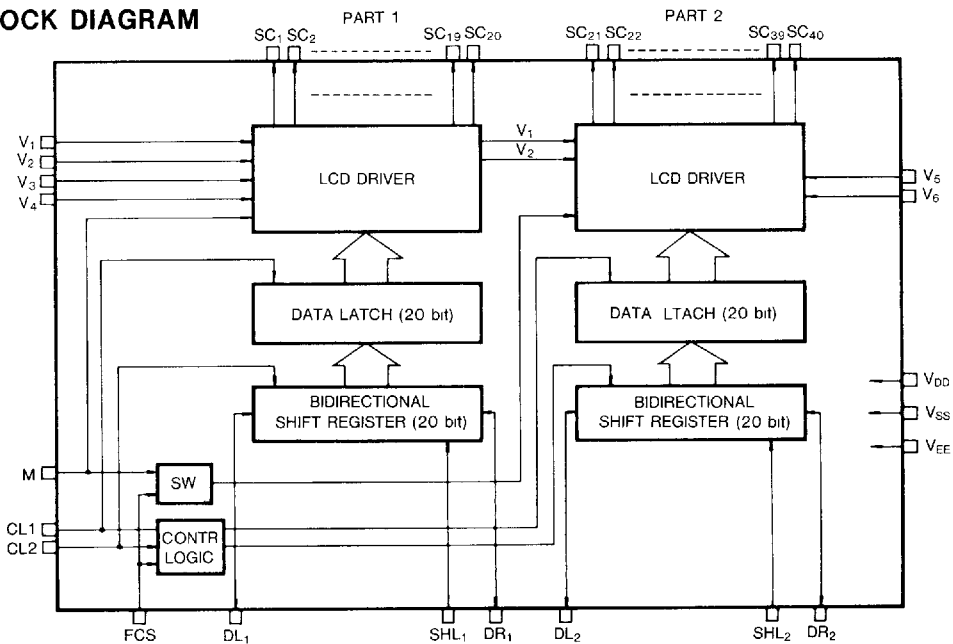 OCK DIAGRAM
PART 1
PART 2
SC1 SC2
SC19 SC20
SC21 SC22
SC39 SC40
V1
V2
V3
V4
LCD DRIVER
V1
V2
LCD DRIVER
V5
V6
DATA LATCH (20 bit)
DATA LTACH (20 bit)
BIDIRECTIONAL
SHIFT REGISTER (20 bit)
BIDIRECTIONAL
SHIFT REGISTER (20 bit)
VDD
VSS
VEE
M
SW
CL1
CL2
CONTR
LOGIC
FCS
DL1
SHL1
DR1
DL2
SHL2
DR2